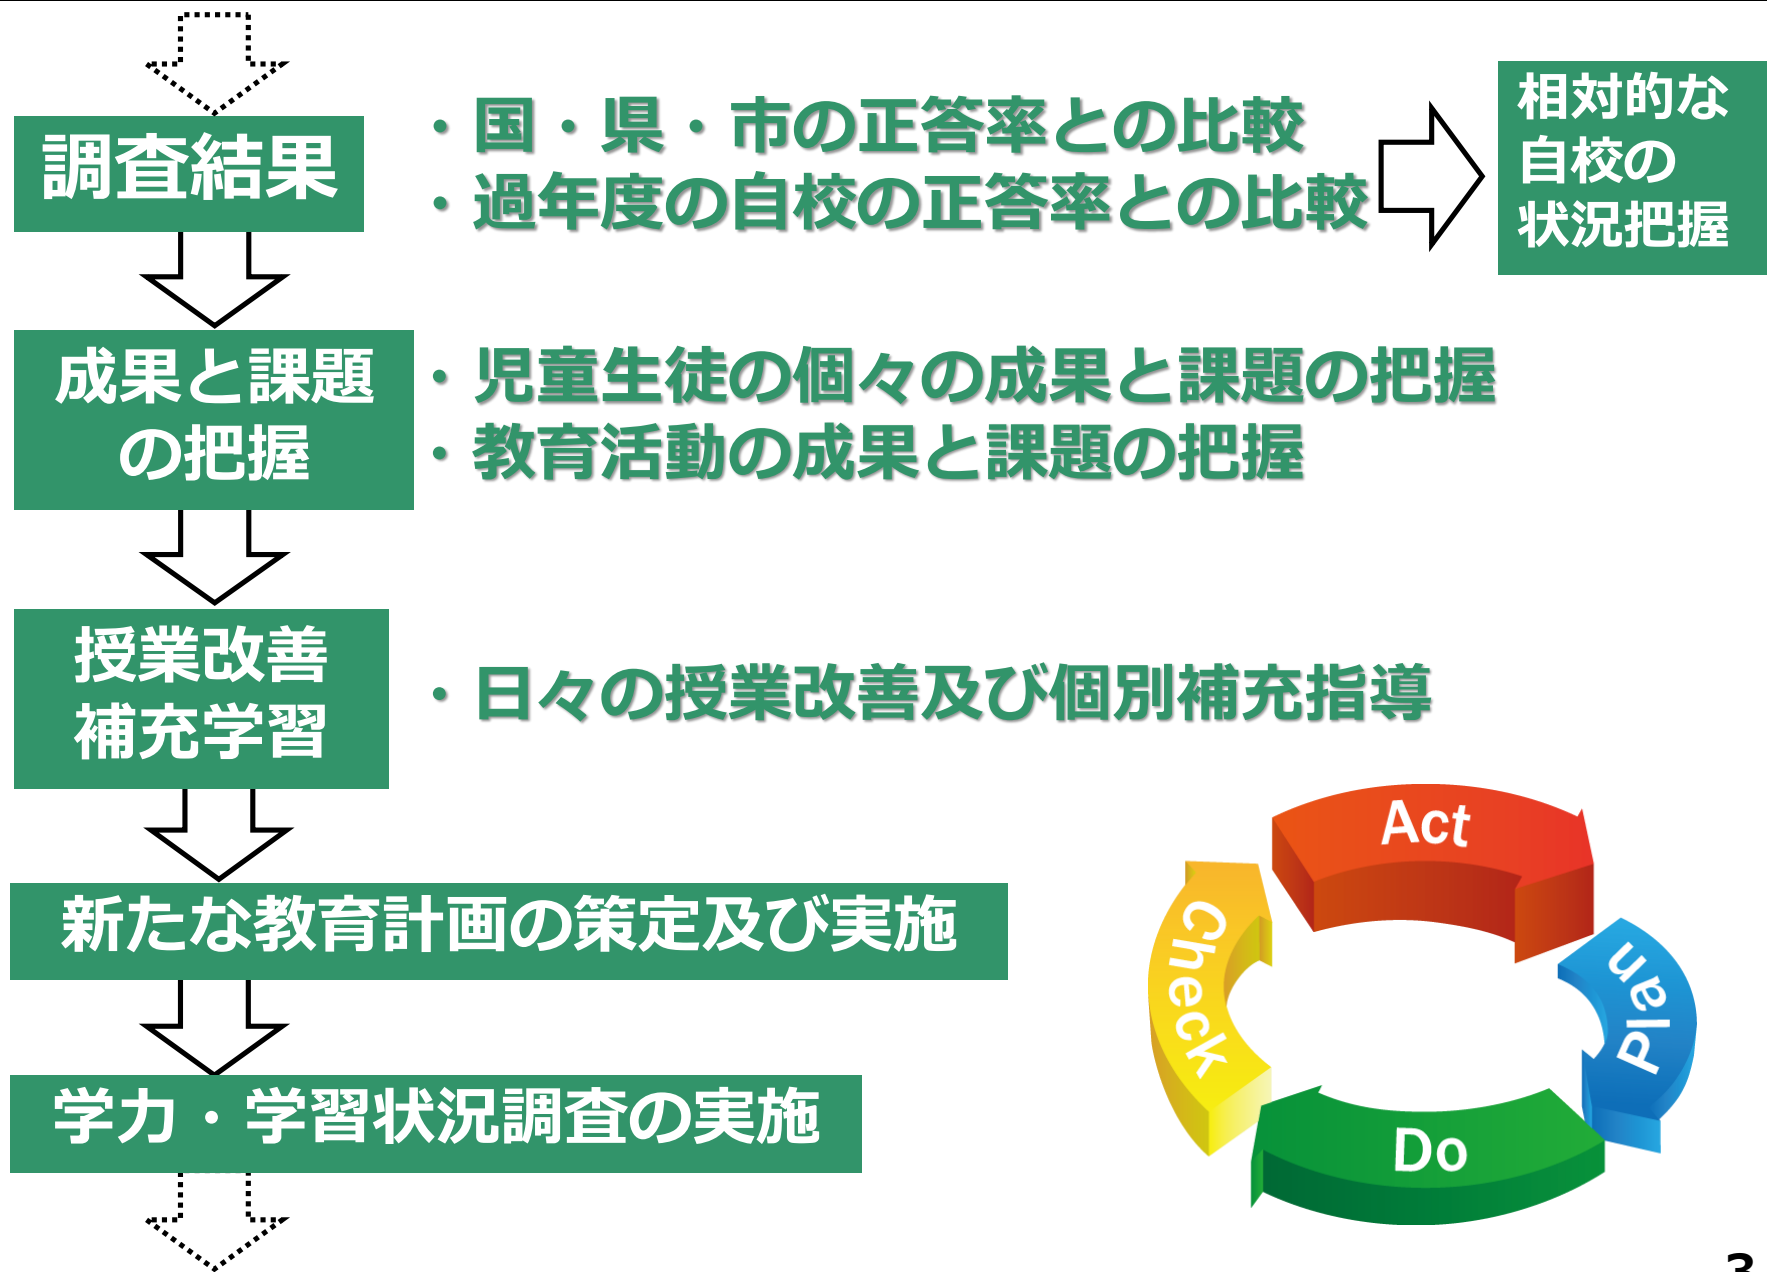 調査結果
・国・県・市の正答率との比較
・過年度の自校の正答率との比較
相対的な
自校の
状況把握
成果と課題
の把握
・児童生徒の個々の成果と課題の把握
・教育活動の成果と課題の把握
授業改善
補充学習
・日々の授業改善及び個別補充指導
新たな教育計画の策定及び実施
学力・学習状況調査の実施
Act
Plan
Do
Check
3